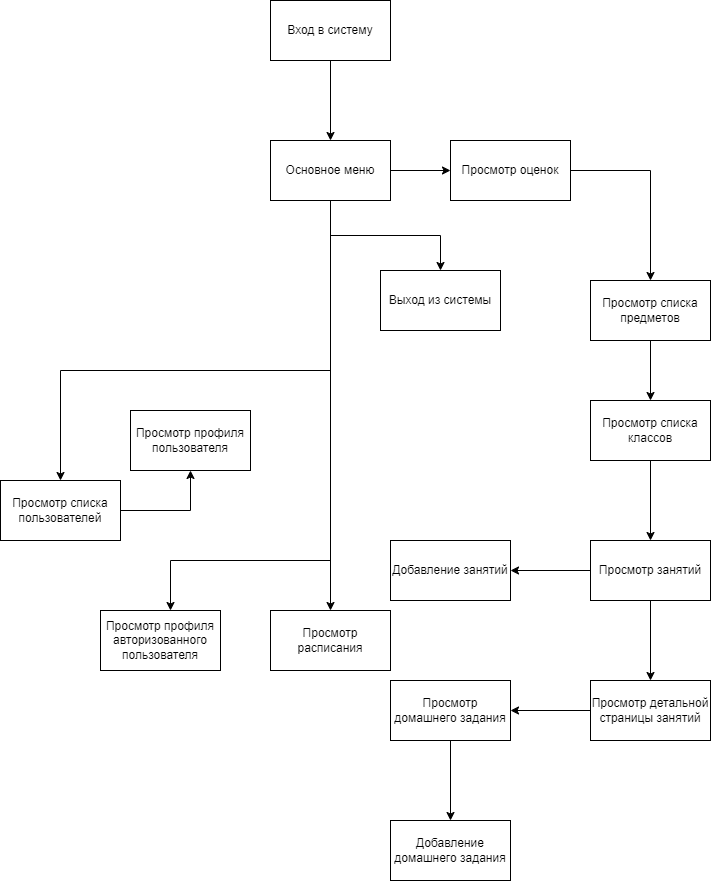 Вход в систему
Основное меню
Просмотр оценок
Выход из системы
Просмотр списка
предметов
Просмотр профиля
пользователя
Просмотр списка
классов
Просмотр списка
пользователей
Добавление занятий
Просмотр занятий
Просмотр профиля
авторизованного
пользователя
Просмотр
расписания
Просмотр
домашнего задания
Просмотр детальной
страницы занятий
Добавление
домашнего задания